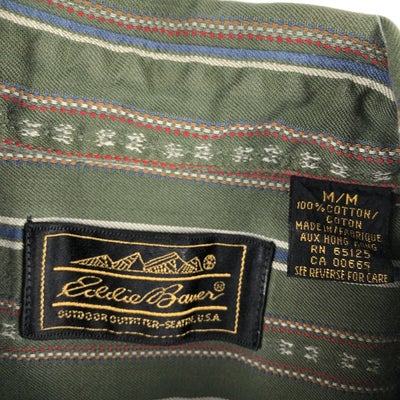 Eddie Bauer®
OUTDOOR OUTFITTER-SEATTLE, U.S.A.
M/M
100% COTTON/
COTON
MADE IN/FABRIQUE
AUX HONG KONG
RN 65125
CA 00665
SEE REVERSE FOR CARE